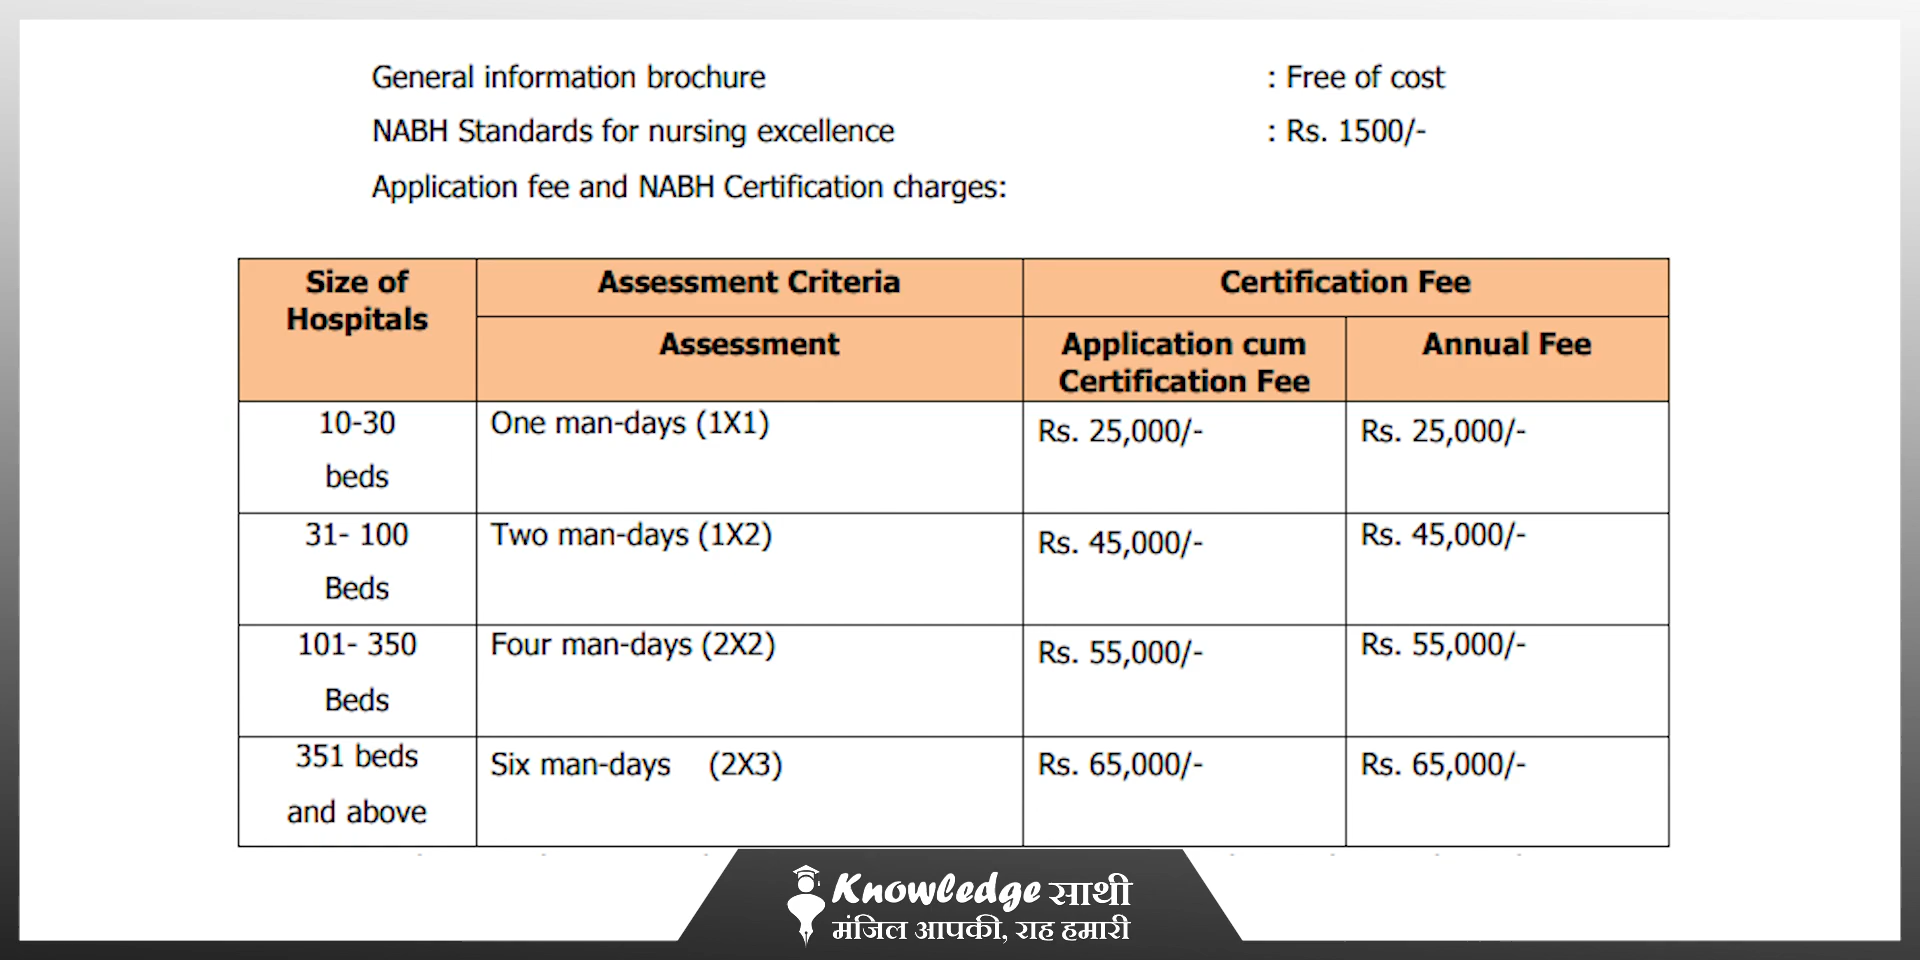 General information brochure : Free of cost
NABH Standards for nursing excellence : Rs. 1500/-
Application fee and NABH Certification charges:
Size of Hospitals Assessment Criteria Certification Fee
Assessment Application cum Certification Fee Annual Fee
10-30 beds One man-days (1X1) Rs. 25,000/- Rs. 25,000/-
31- 100 Beds Two man-days (1X2) Rs. 45,000/- Rs. 45,000/-
101- 350 Beds Four man-days (2X2) Rs. 55,000/- Rs. 55,000/-
351 beds and above Six man-days (2X3) Rs. 65,000/- Rs. 65,000/-
Knowledge साथी
मंजिल आपकी, राह हमारी